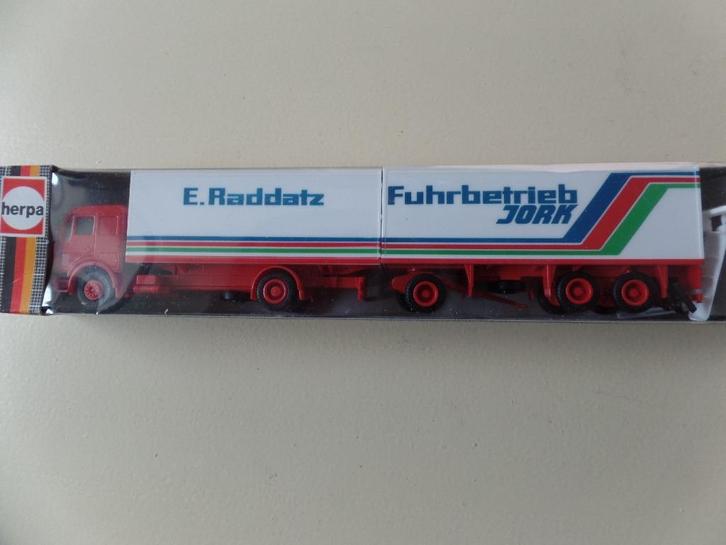 herpa
E.Raddatz
Fuhrbetrieb
JORK